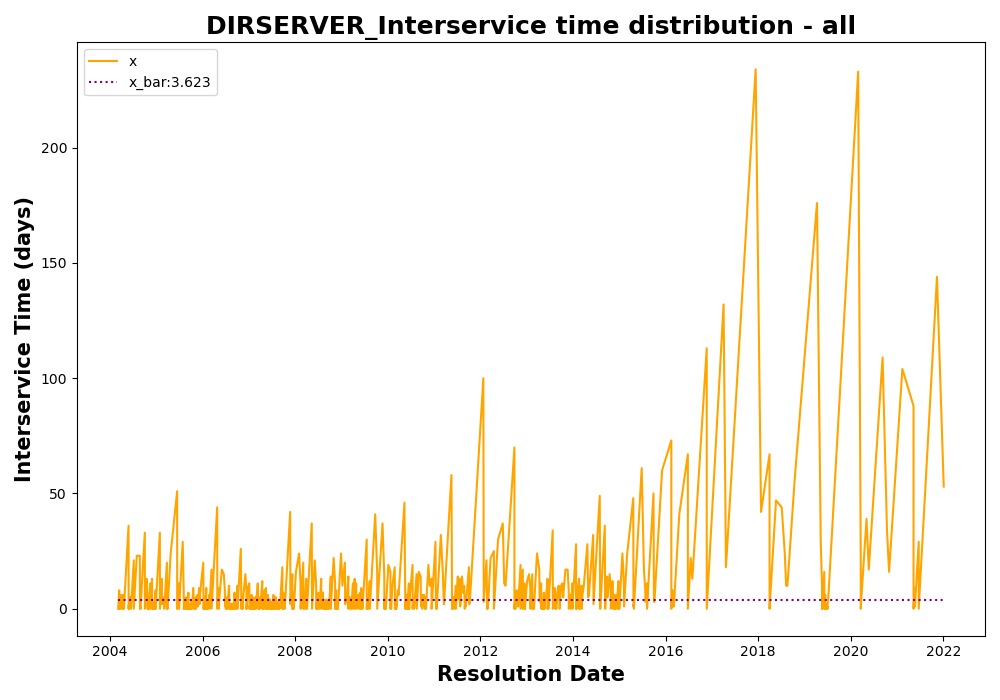 DIRSERVER_Interservice time distribution - all
x
x_bar:3.623
Interservice Time (days)
200
150
100
50
0
2004 2006 2008 2010 2012 2014 2016 2018 2020 2022
Resolution Date